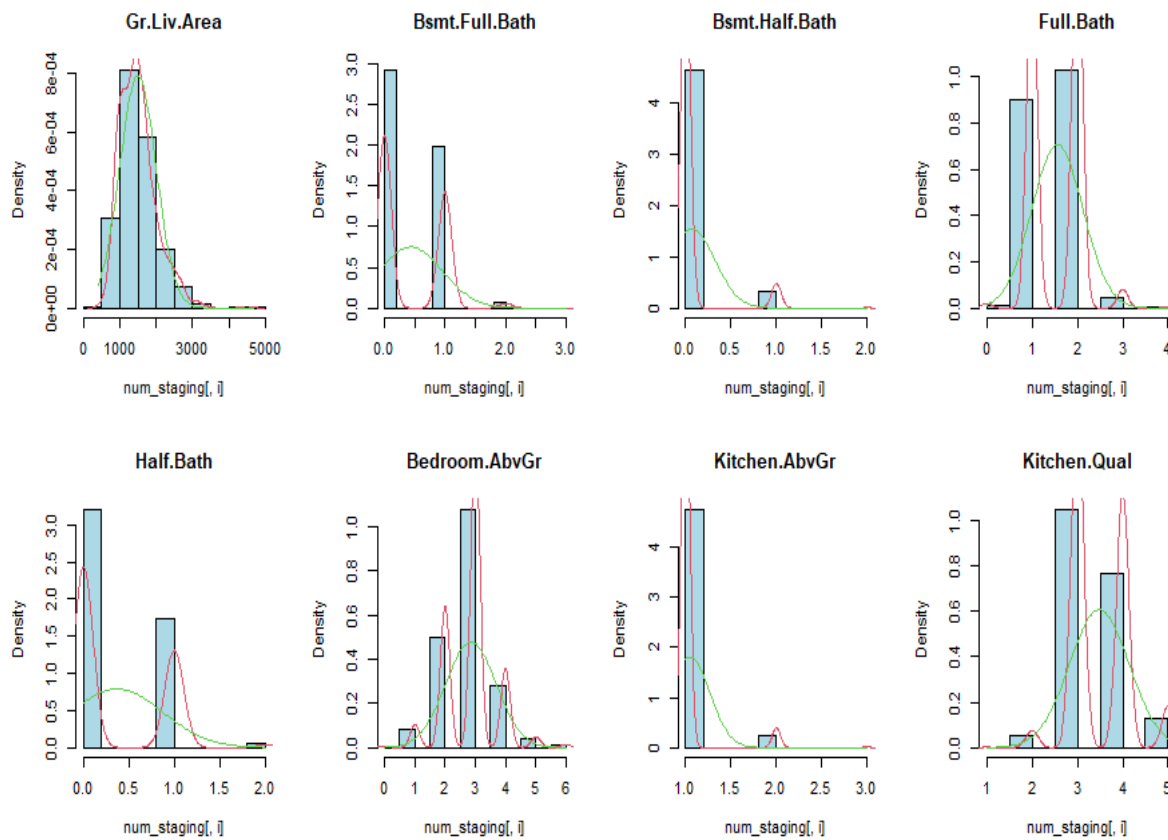 Gr.Liv.Area
Bsmt.Full.Bath
Bsmt.Half.Bath
Full.Bath
Density
0e+00 2e-04 4e-04 6e-04 8e-04
0 1000 3000 5000
num_staging[, i]
Density
0.0 0.5 1.0 1.5 2.0 2.5 3.0
0.0 1.0 2.0 3.0
num_staging[, i]
Density
0 1 2 3 4
0.0 0.5 1.0 1.5 2.0
num_staging[, i]
Density
0.0 0.2 0.4 0.6 0.8 1.0
0 1 2 3 4
num_staging[, i]
Half.Bath
Bedroom.AbvGr
Kitchen.AbvGr
Kitchen.Qual
Density
0.0 0.5 1.0 1.5 2.0 2.5 3.0
0.0 0.5 1.0 1.5 2.0
num_staging[, i]
Density
0.0 0.2 0.4 0.6 0.8 1.0
0 1 2 3 4 5 6
num_staging[, i]
Density
0 1 2 3 4
1.0 1.5 2.0 2.5 3.0
num_staging[, i]
Density
0.0 0.2 0.4 0.6 0.8 1.0
1 2 3 4 5
num_staging[, i]